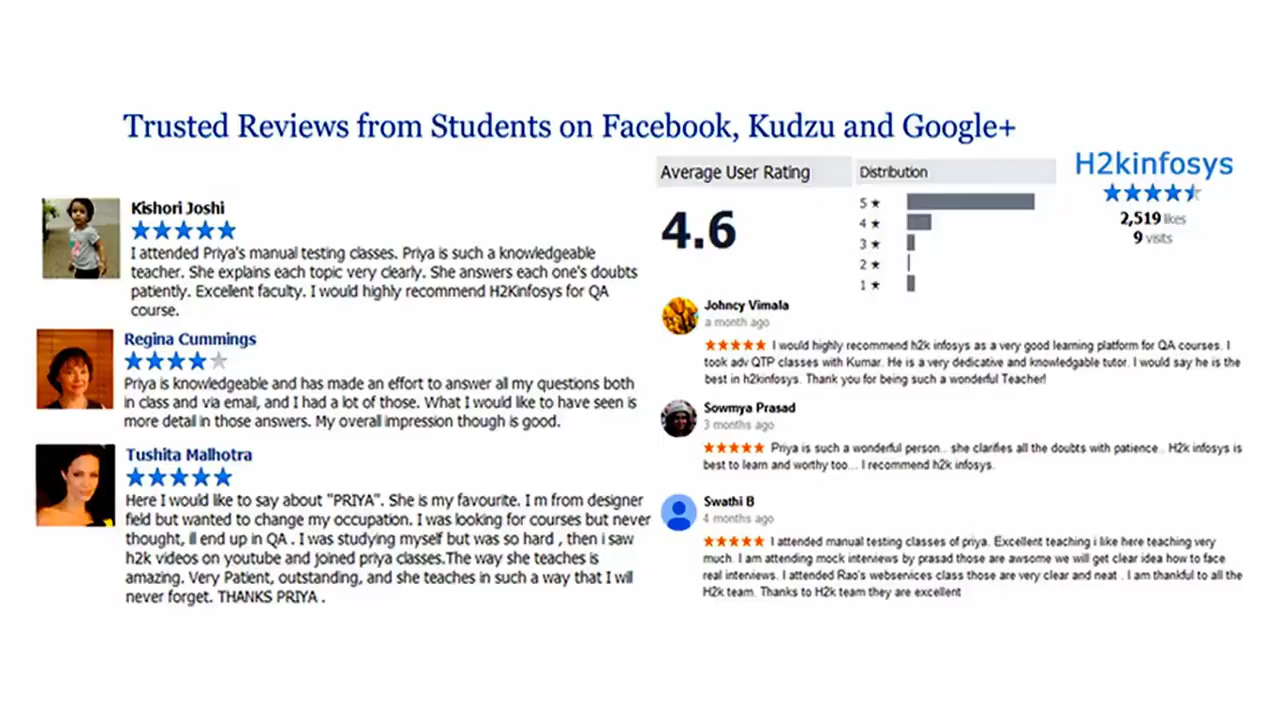 Trusted Reviews from Students on Facebook, Kudzu and Google+
Kishori Joshi
I attended Priya's manual testing classes. Priya is such a knowledgeable
teacher. She explains each topic very clearly. She answers each one's doubts
patiently. Excellent faculty. I would highly recommend H2Kinfosys for QA
course.
Regina Cummings
Priya is knowledgeable and has made an effort to answer all my questions both
in class and via email, and I had a lot of those. What I would like to have seen is
more detail in those answers. My overall impression though is good.
Tushita Malhotra
Here I would like to say about "PRIYA". She is my favourite. I m from designer
field but wanted to change my occupation. I was looking for courses but never
thought, ill end up in QA . I was studying myself but was so hard , then i saw
h2k videos on youtube and joined priya classes.The way she teaches is
amazing. Very Patient, outstanding, and she teaches in such a way that I will
never forget. THANKS PRIYA .
Average User Rating
4.6
Distribution
5 ★
4 ★
3 ★
2 ★
1 ★
H2kinfosys
2,519 likes
9 visits
Johncy Vimala
a month ago
★★★★★ I would highly recommend h2k infosys as a very good learning platform for QA courses. I
took adv QTP classes with Kumar. He is a very dedicative and knowledgable tutor. I would say he is the
best in h2kinfosys. Thank you for being such a wonderful Teacher!
Sowmya Prasad
3 months ago
★★★★★ Priya is such a wonderful person.. she clarifies all the doubts with patience.. H2k infosys is
best to learn and worthy too... I recommend h2k infosys.
Swathi B
4 months ago
★★★★★ I attended manual testing classes of priya. Excellent teaching i like here teaching very
much. I am attending mock interviews by prasad those are awsome we will get clear idea how to face
real interviews. I attended Rao's webservices class those are very clear and neat . I am thankful to all the
H2k team. Thanks to H2k team they are excellent